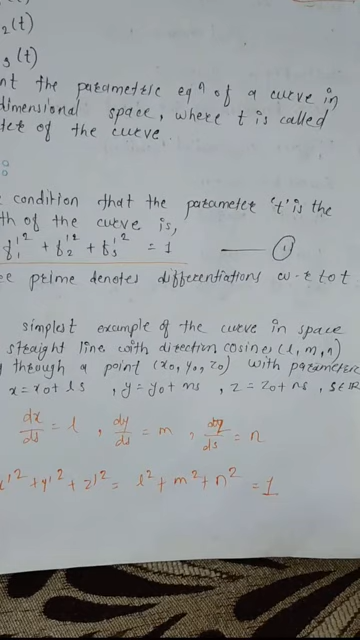 2(t)
3(t)
nt the parametric eqⁿ of a curve in
dimensional space, where t is called
ter of the curve.
condition that the parameter 't' is the
th of the curve is,
f₁'² + f₂'² + f₃'² = 1 —— ①
prime denotes differentiations w.r to t
simplest example of the curve in space
straight line with direction cosines (l, m, n)
through a point (x₀, y₀, z₀) with parameter
x = x₀ + ls , y = y₀ + ms , z = z₀ + ns, s∈R
dx/ds = l , dy/ds = m , dz/ds = n
x'² + y'² + z'² = l² + m² + n² = 1